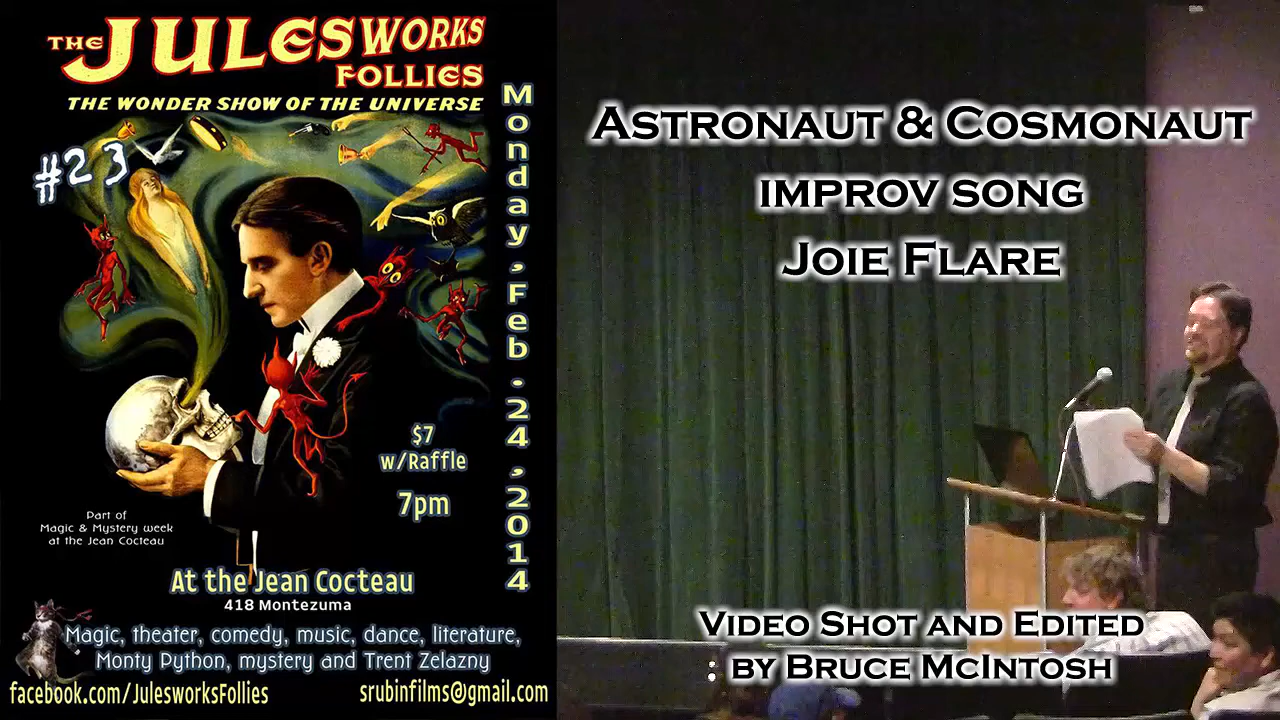 THE JULESWORKS
FOLLIES
THE WONDER SHOW OF THE UNIVERSE
#23
Monday, Feb. 24, 2014
$7
w/Raffle
7pm
Part of
Magic & Mystery week
at the Jean Cocteau
At the Jean Cocteau
418 Montezuma
Magic, theater, comedy, music, dance, literature,
Monty Python, mystery and Trent Zelazny
facebook.com/JulesworksFollies
srubinfilms@gmail.com
Astronaut & Cosmonaut
improv song
Joie Flare
Video Shot and Edited
by Bruce McIntosh